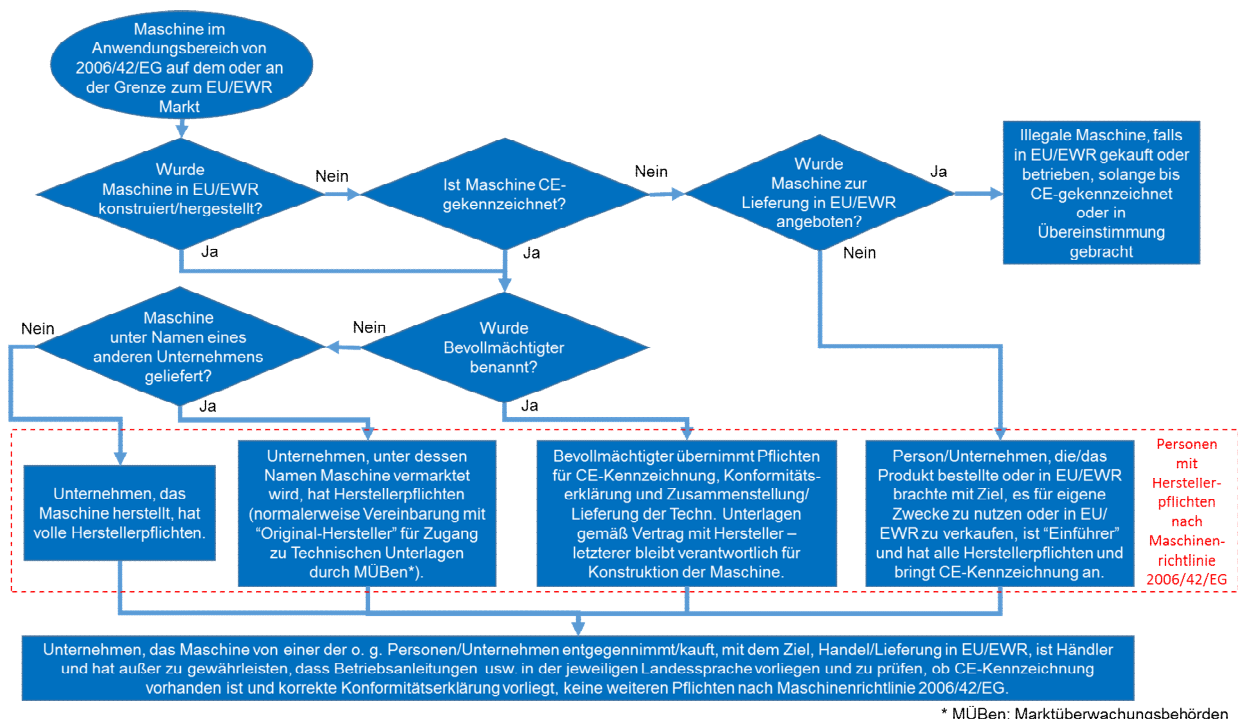 Maschine im
Anwendungsbereich von
2006/42/EG auf dem oder an
der Grenze zum EU/EWR
Markt
Wurde
Maschine in EU/EWR
konstruiert/hergestellt?
Nein
Ja
Ist Maschine CE-
gekennzeichnet?
Nein
Ja
Wurde
Maschine zur
Lieferung in EU/EWR
angeboten?
Ja
Nein
Illegale Maschine, falls
in EU/EWR gekauft oder
betrieben, solange bis
CE-gekennzeichnet
oder in
Übereinstimmung
gebracht
Nein
Maschine
unter Namen eines
anderen Unternehmens
geliefert?
Ja
Nein
Wurde
Bevollmächtigter
benannt?
Ja
Unternehmen, das
Maschine herstellt, hat
volle Herstellerpflichten.
Unternehmen, unter dessen
Namen Maschine vermarktet
wird, hat Herstellerpflichten
(normalerweise Vereinbarung mit
“Original-Hersteller” für Zugang
zu Technischen Unterlagen
durch MÜBen*).
Bevollmächtigter übernimmt Pflichten
für CE-Kennzeichnung, Konformitäts-
erklärung und Zusammenstellung/
Lieferung der Techn. Unterlagen
gemäß Vertrag mit Hersteller –
letzterer bleibt verantwortlich für
Konstruktion der Maschine.
Person/Unternehmen, die/das
Produkt bestellte oder in EU/EWR
brachte mit Ziel, es für eigene
Zwecke zu nutzen oder in EU/
EWR zu verkaufen, ist “Einführer”
und hat alle Herstellerpflichten und
bringt CE-Kennzeichnung an.
Personen
mit
Hersteller-
pflichten
nach
Maschinen-
richtlinie
2006/42/EG
Unternehmen, das Maschine von einer der o. g. Personen/Unternehmen entgegennimmt/kauft, mit dem Ziel, Handel/Lieferung in EU/EWR, ist Händler
und hat außer zu gewährleisten, dass Betriebsanleitungen usw. in der jeweiligen Landessprache vorliegen und zu prüfen, ob CE-Kennzeichnung
vorhanden ist und korrekte Konformitätserklärung vorliegt, keine weiteren Pflichten nach Maschinenrichtlinie 2006/42/EG.
* MÜBen: Marktüberwachungsbehörden